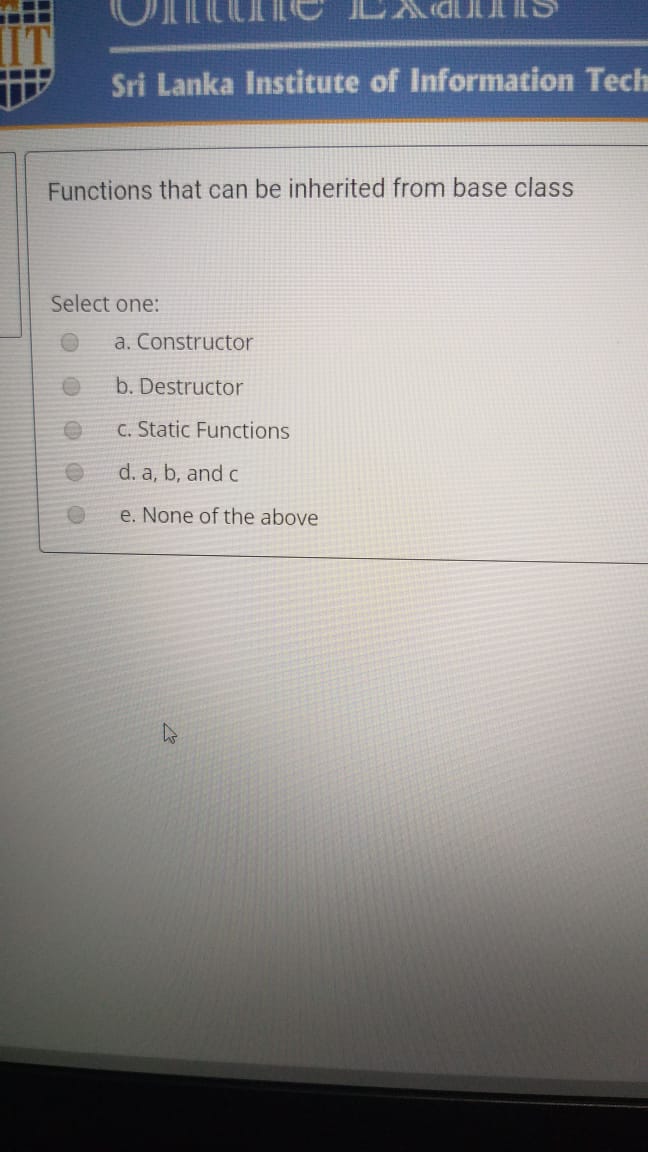 Online Exams
IIT
Sri Lanka Institute of Information Tech
Functions that can be inherited from base class
Select one:
a. Constructor
b. Destructor
c. Static Functions
d. a, b, and c
e. None of the above